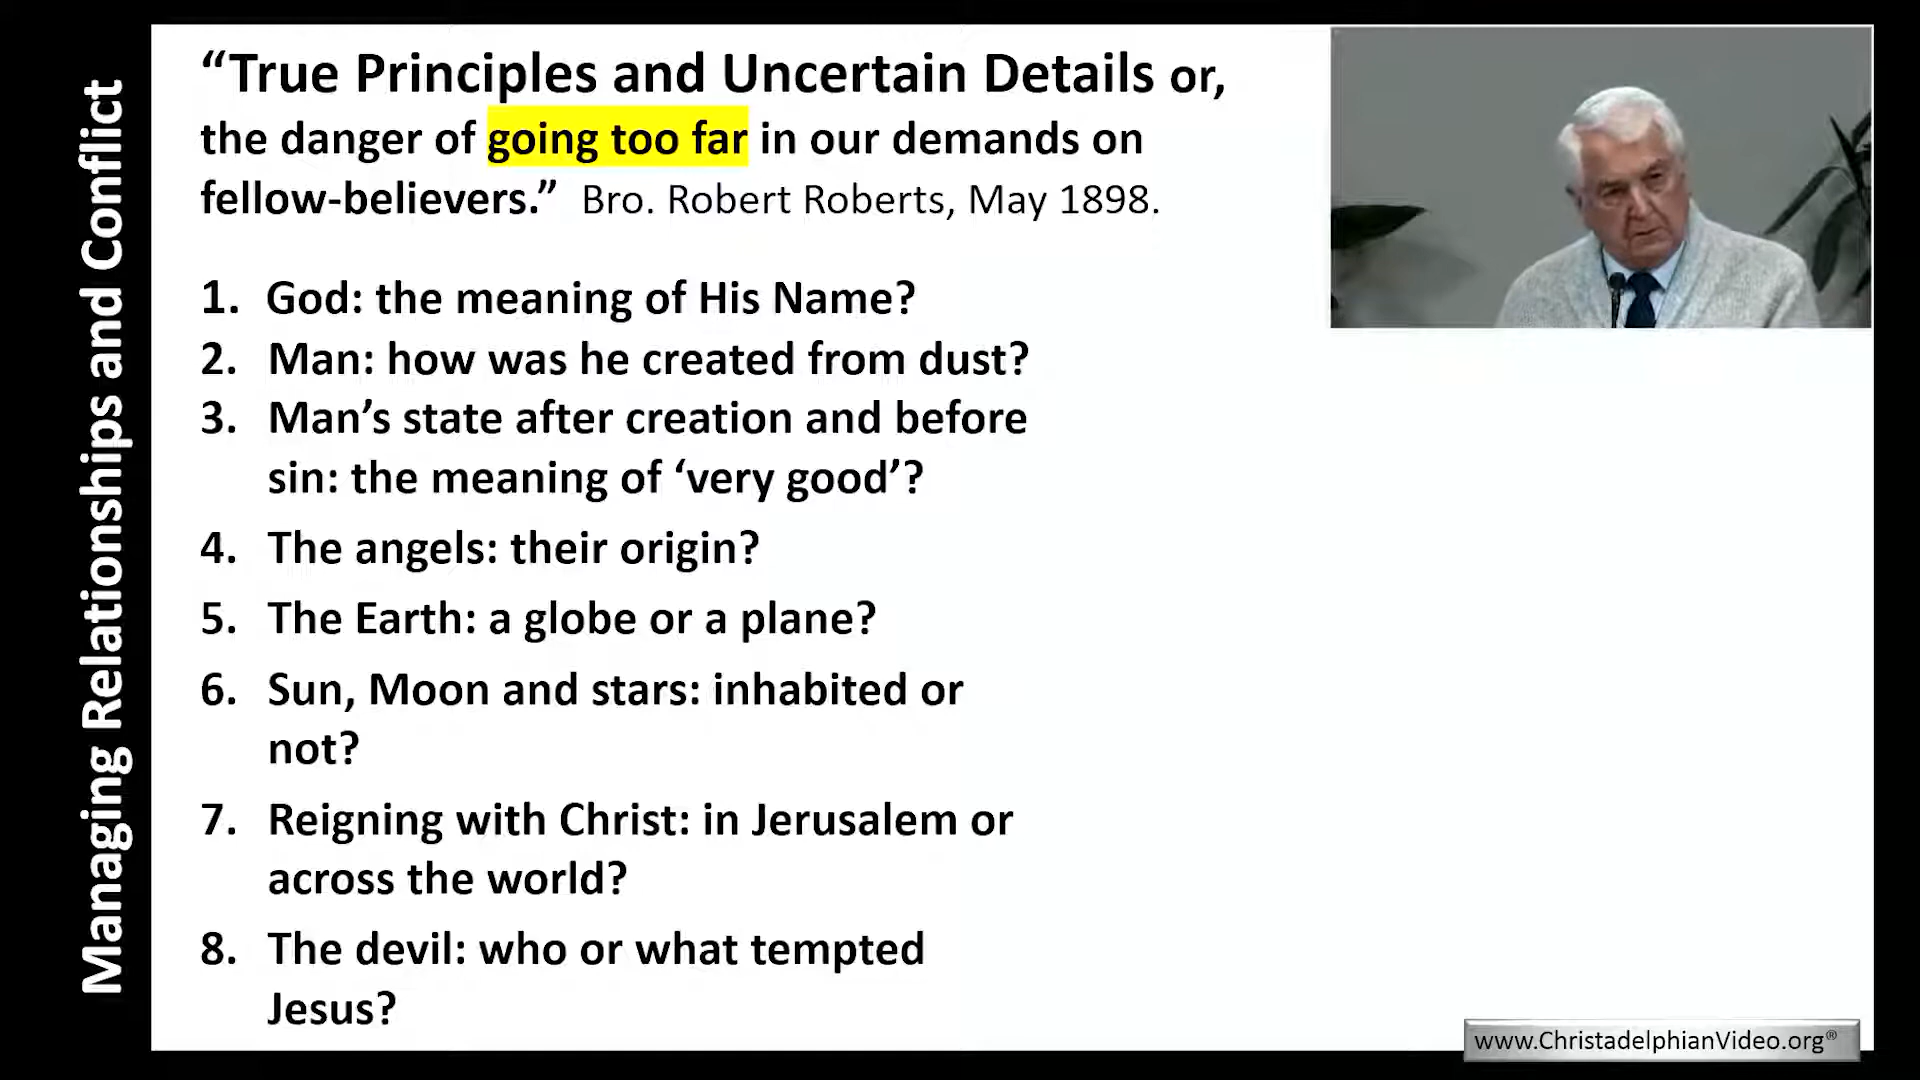 Managing Relationships and Conflict
“True Principles and Uncertain Details or,
the danger of going too far in our demands on
fellow-believers.” Bro. Robert Roberts, May 1898.
1. God: the meaning of His Name?
2. Man: how was he created from dust?
3. Man’s state after creation and before
sin: the meaning of ‘very good’?
4. The angels: their origin?
5. The Earth: a globe or a plane?
6. Sun, Moon and stars: inhabited or
not?
7. Reigning with Christ: in Jerusalem or
across the world?
8. The devil: who or what tempted
Jesus?
www.ChristadelphianVideo.org®